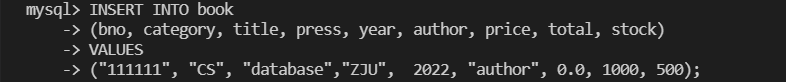 mysql> INSERT INTO book
-> (bno, category, title, press, year, author, price, total, stock)
-> VALUES
-> ("111111", "CS", "database","ZJU",  2022, "author", 0.0, 1000, 500);